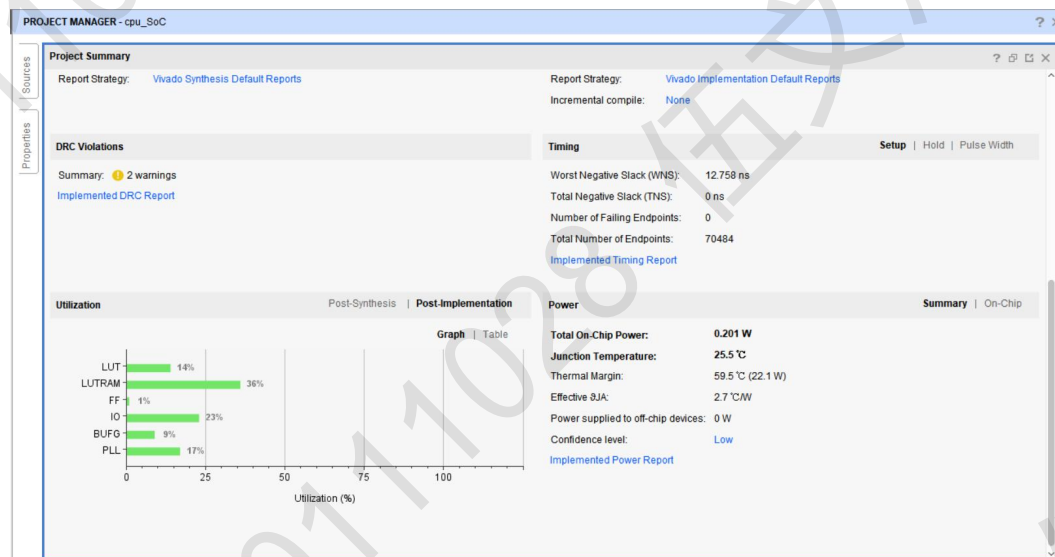 PROJECT MANAGER - cpu_SoC
?
Sources
Properties
Project Summary
?
Report Strategy: Vivado Synthesis Default Reports
Report Strategy: Vivado Implementation Default Reports
Incremental compile: None
DRC Violations
Summary: 2 warnings
Implemented DRC Report
Timing Setup | Hold | Pulse Width
Worst Negative Slack (WNS): 12.758 ns
Total Negative Slack (TNS): 0 ns
Number of Failing Endpoints: 0
Total Number of Endpoints: 70484
Implemented Timing Report
Utilization Post-Synthesis | Post-Implementation
Graph | Table
LUT 14%
LUTRAM 36%
FF 1%
IO 23%
BUFG 9%
PLL 17%
0 25 50 75 100
Utilization (%)
Power Summary | On-Chip
Total On-Chip Power: 0.201 W
Junction Temperature: 25.5 °C
Thermal Margin: 59.5 °C (22.1 W)
Effective ϑJA: 2.7 °C/W
Power supplied to off-chip devices: 0 W
Confidence level: Low
Implemented Power Report